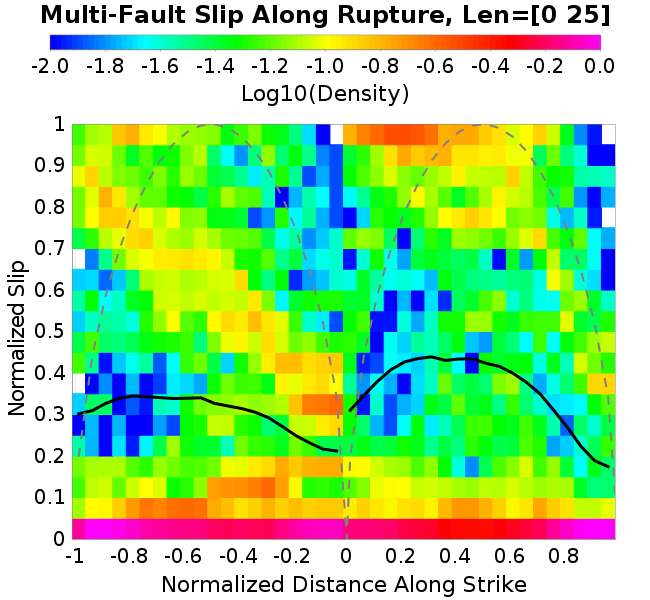 Multi-Fault Slip Along Rupture, Len=[0 25]
-2.0 -1.8 -1.6 -1.4 -1.2 -1.0 -0.8 -0.6 -0.4 -0.2 0.0
Log10(Density)
1
0.9
0.8
0.7
0.6
0.5
0.4
0.3
0.2
0.1
0
Normalized Slip
-1 -0.8 -0.6 -0.4 -0.2 0 0.2 0.4 0.6 0.8
Normalized Distance Along Strike